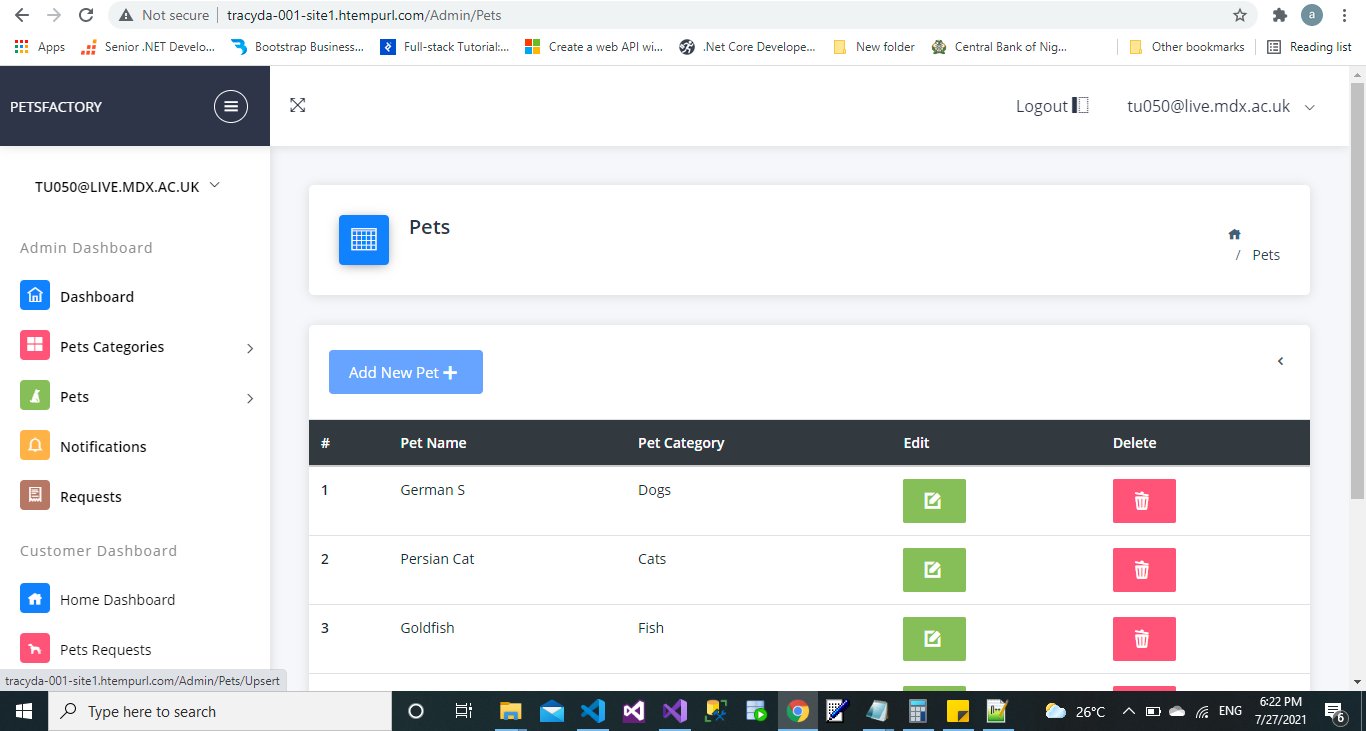 Not secure | tracyda-001-site1.htempurl.com/Admin/Pets a
Apps Senior .NET Develo... Bootstrap Business... Full-stack Tutorial:... Create a web API wi... .Net Core Develope... New folder Central Bank of Nig... Other bookmarks Reading list
PETSFACTORY
Logout tu050@live.mdx.ac.uk
TU050@LIVE.MDX.AC.UK
Admin Dashboard
Dashboard
Pets Categories
Pets
Notifications
Requests
Customer Dashboard
Home Dashboard
Pets Requests
Pets
/ Pets
Add New Pet
# Pet Name Pet Category Edit Delete
1 German S Dogs
2 Persian Cat Cats
3 Goldfish Fish
tracyda-001-site1.htempurl.com/Admin/Pets/Upsert
Type here to search
26°C ENG
6:22 PM
7/27/2021
6